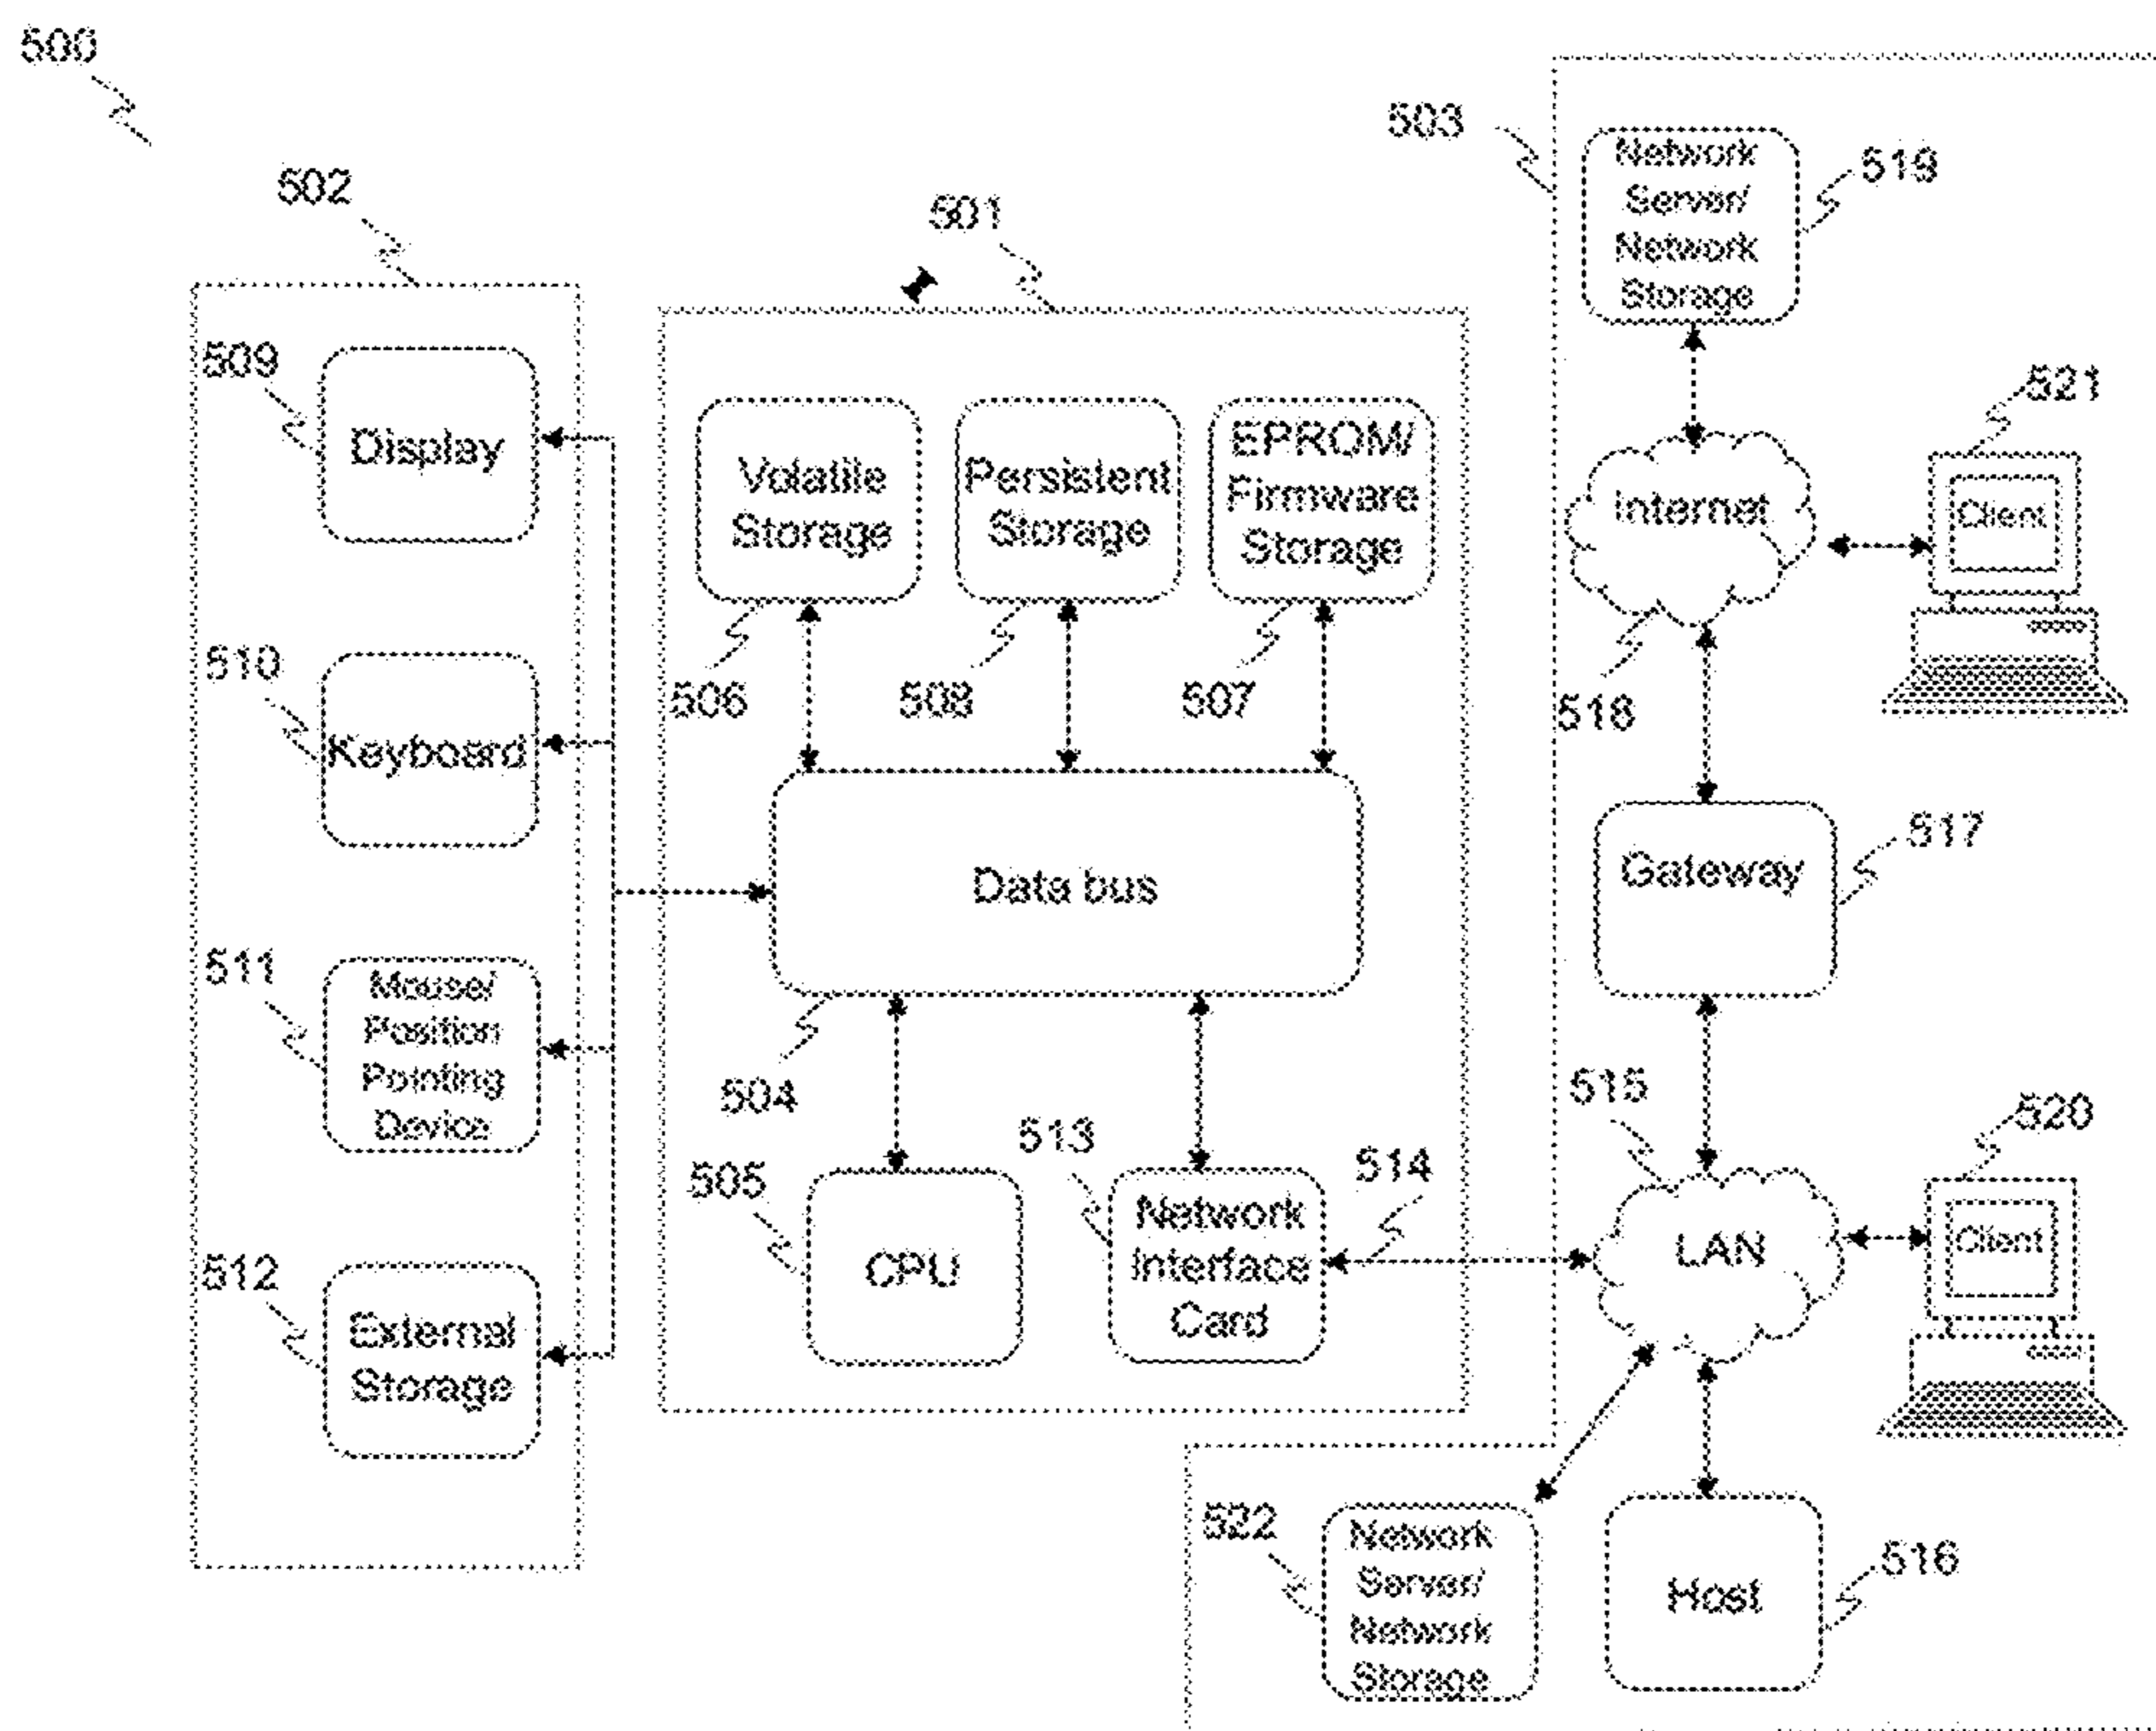 500
502
501
503
Network
Server/
Network
Storage
519
509
Display
Volatile
Storage
Persistent
Storage
EPROM/
Firmware
Storage
Internet
521
Client
510
Keyboard
506
508
507
518
Data bus
Gateway
517
511
Mouse/
Position
Pointing
Device
504
513
514
515
520
505
CPU
Network
Interface
Card
LAN
Client
512
External
Storage
522
Network
Server/
Network
Storage
Host
516